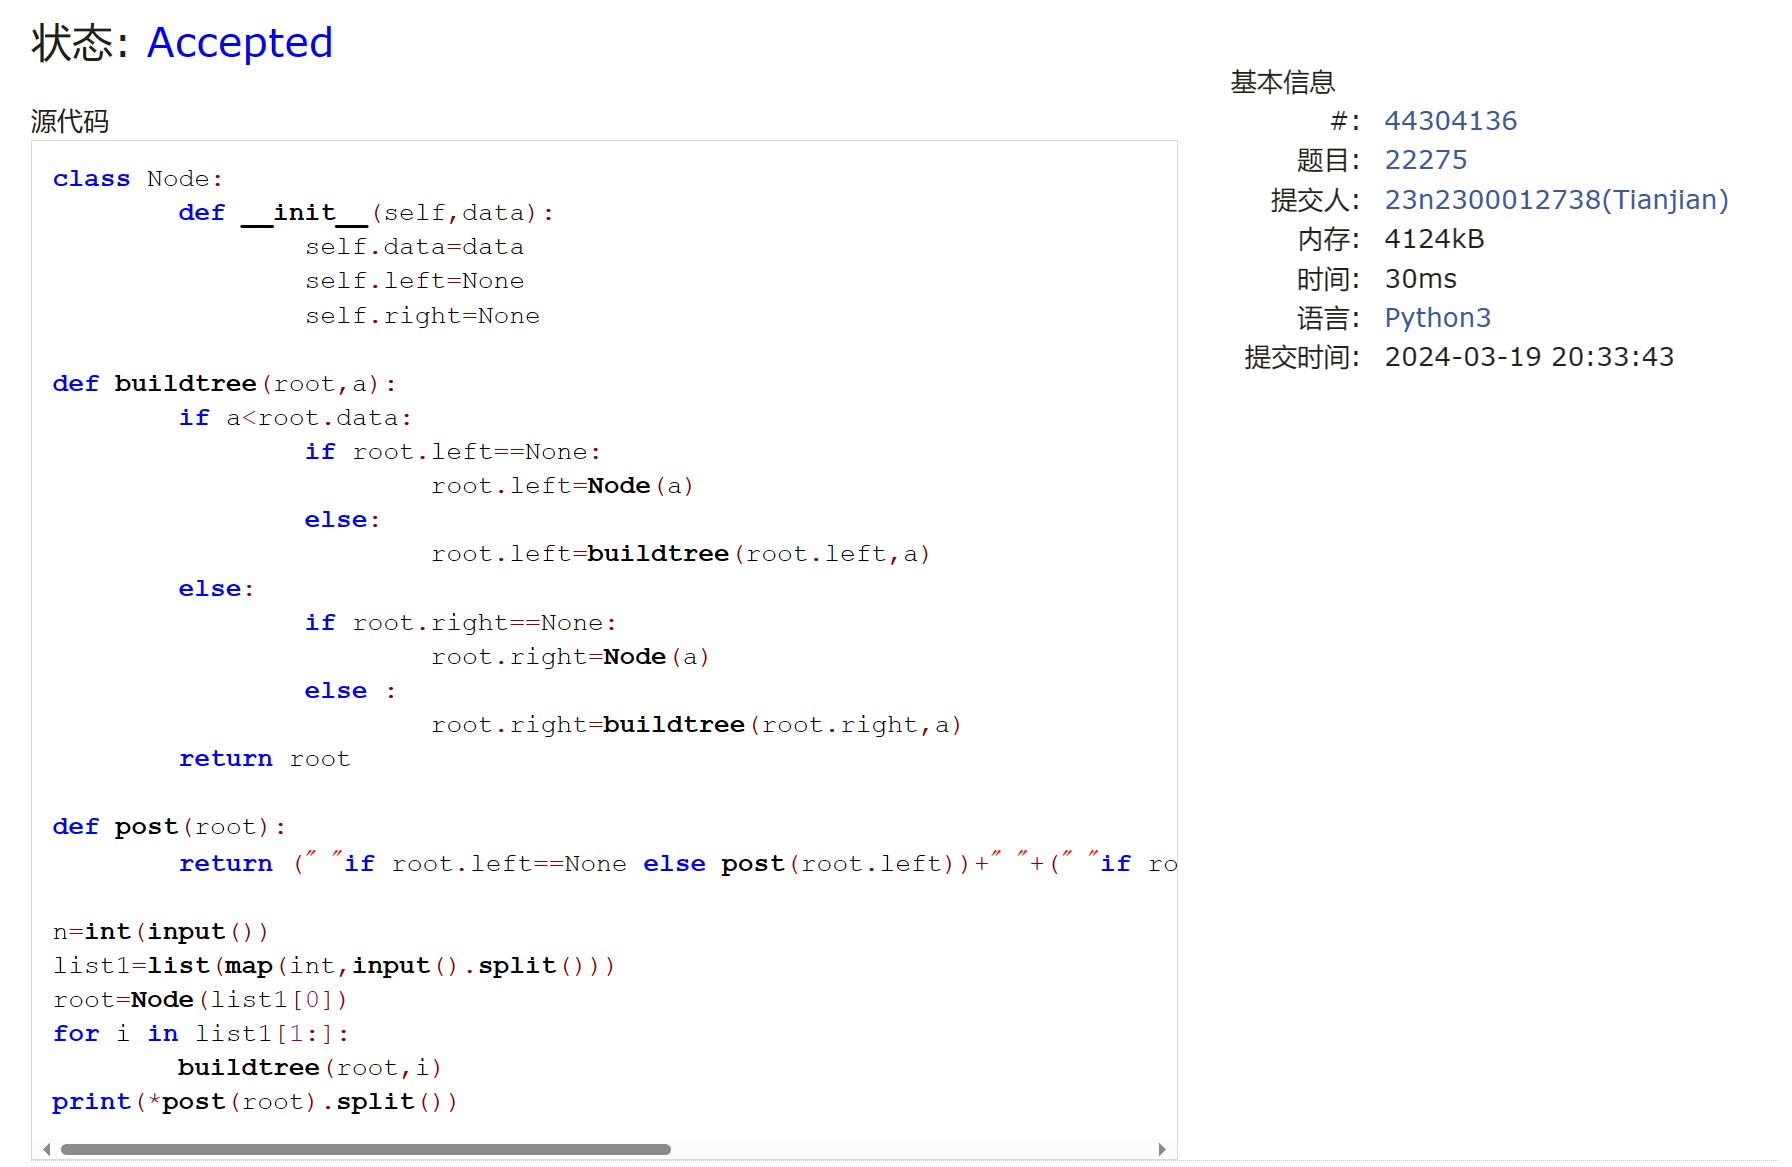 状态: Accepted
源代码
class Node:
	def __init__(self,data):
		self.data=data
		self.left=None
		self.right=None

def buildtree(root,a):
	if a<root.data:
		if root.left==None:
			root.left=Node(a)
		else:
			root.left=buildtree(root.left,a)
	else:
		if root.right==None:
			root.right=Node(a)
		else :
			root.right=buildtree(root.right,a)
	return root

def post(root):
	return (" "if root.left==None else post(root.left))+" "+(" "if ro

n=int(input())
list1=list(map(int,input().split()))
root=Node(list1[0])
for i in list1[1:]:
	buildtree(root,i)
print(*post(root).split())
基本信息
#: 44304136
题目: 22275
提交人: 23n2300012738(Tianjian)
内存: 4124kB
时间: 30ms
语言: Python3
提交时间: 2024-03-19 20:33:43